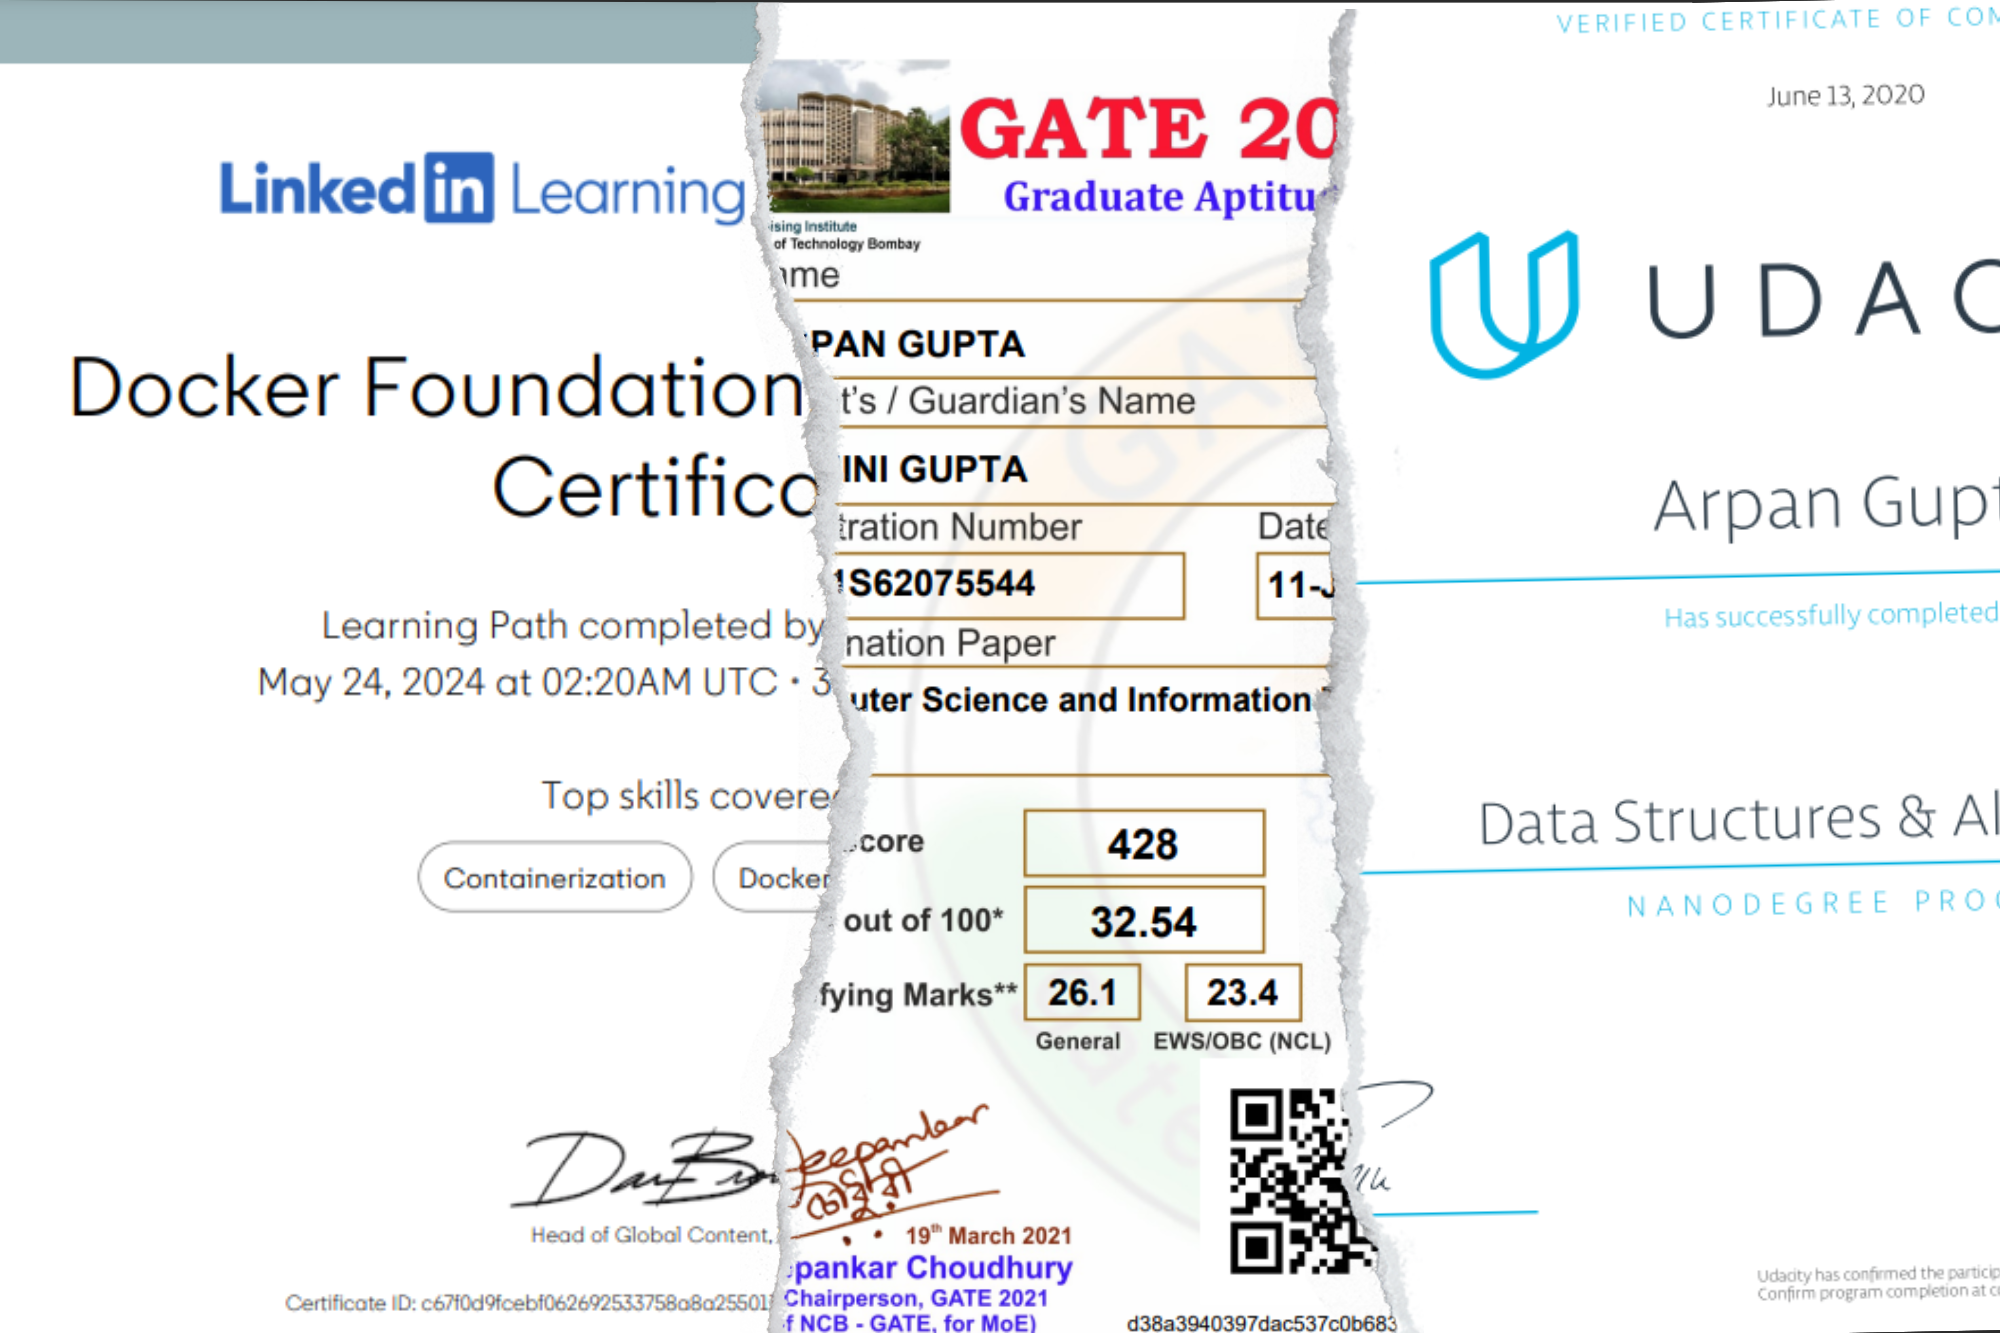 Linked in Learning
Docker Foundation
Certific
Learning Path completed by
May 24, 2024 at 02:20AM UTC • 3
Top skills covere
Containerization
Docker
Head of Global Content,
Certificate ID: c67f0d9fcebf062692533758a8a25501
GATE 20
Graduate Aptitu
ising Institute
of Technology Bombay
me
PAN GUPTA
t's / Guardian's Name
INI GUPTA
tration Number
Date
1S62075544
11-J
nation Paper
uter Science and Information
core
428
out of 100*
32.54
fying Marks**
26.1
23.4
General
EWS/OBC (NCL)
19th March 2021
pankar Choudhury
Chairperson, GATE 2021
f NCB - GATE, for MoE)
d38a3940397dac537c0b683
VERIFIED CERTIFICATE OF COM
June 13, 2020
UDAC
Arpan Gupt
Has successfully completed
Data Structures & Al
NANODEGREE PROG
Udacity has confirmed the particip
Confirm program completion at c